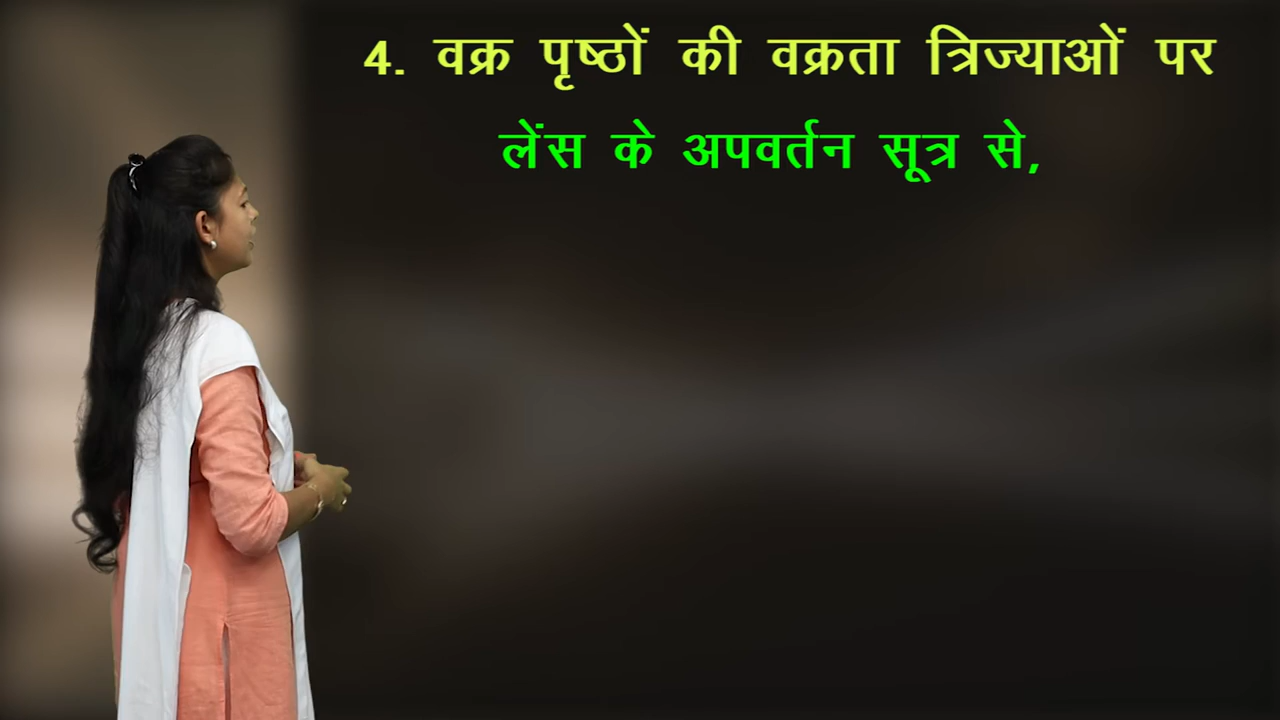 4. वक्र पृष्ठों की वक्रता त्रिज्याओं पर
लेंस के अपवर्तन सूत्र से,